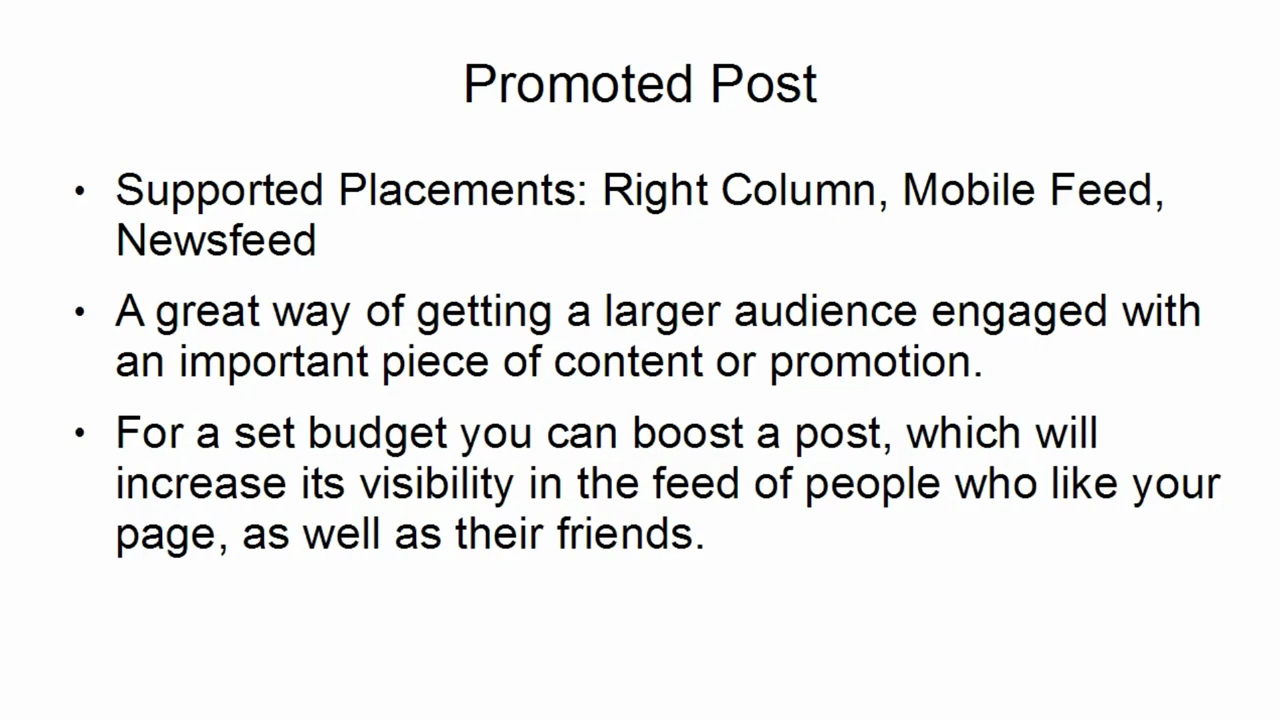 Promoted Post
• Supported Placements: Right Column, Mobile Feed,
Newsfeed
• A great way of getting a larger audience engaged with
an important piece of content or promotion.
• For a set budget you can boost a post, which will
increase its visibility in the feed of people who like your
page, as well as their friends.